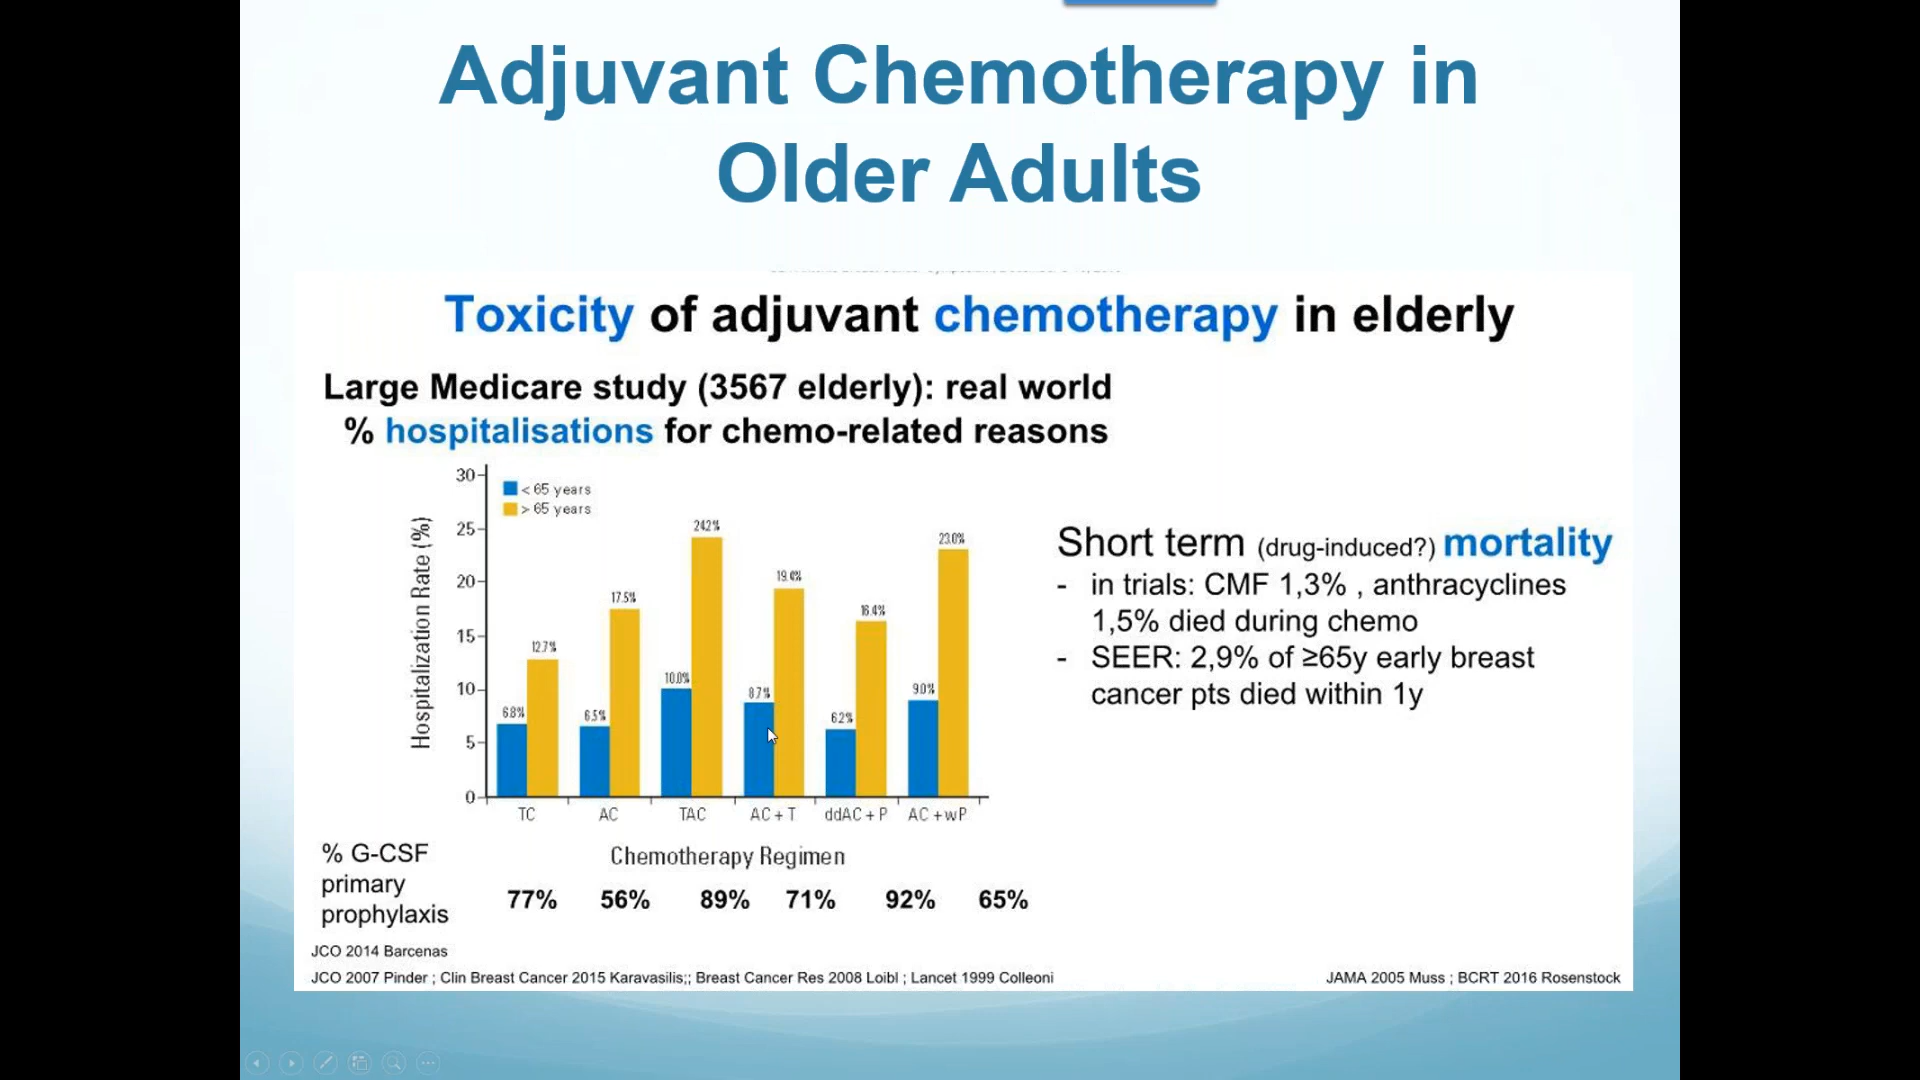 Adjuvant Chemotherapy in
Older Adults
Toxicity of adjuvant chemotherapy in elderly
Large Medicare study (3567 elderly): real world
% hospitalisations for chemo-related reasons
Hospitalization Rate (%)
30
25
20
15
10
5
0
< 65 years
> 65 years
6.8%
12.7%
6.5%
17.5%
10.0%
24.2%
8.7%
6.2%
16.4%
9.0%
23.0%
TC
AC
TAC
AC + T
ddAC + P
AC + wP
Chemotherapy Regimen
% G-CSF
primary
prophylaxis
77% 56% 89% 71% 92% 65%
Short term (drug-induced?) mortality
- in trials: CMF 1,3% , anthracyclines
1,5% died during chemo
- SEER: 2,9% of ≥65y early breast
cancer pts died within 1y
JCO 2014 Barcenas
JCO 2007 Pinder ; Clin Breast Cancer 2015 Karavasilis;; Breast Cancer Res 2008 Loibl ; Lancet 1999 Colleoni
JAMA 2005 Muss ; BCRT 2016 Rosenstock